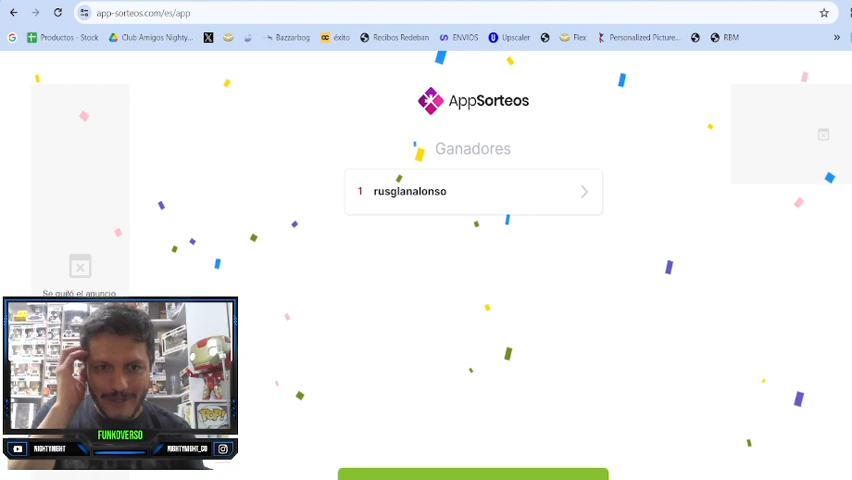 app-sorteos.com/es/app
Productos - Stock
Club Amigos Nighty...
Bazzarbog
éxito
Recibos Redeban
ENVIOS
Upscaler
Flex
Personalized Picture...
RBM
AppSorteos
Ganadores
1 rusglanalonso
Se quitó el anuncio
POP!
FUNKOVERSO
NIGHTYNIGHT
NIGHTYNIGHT_CO